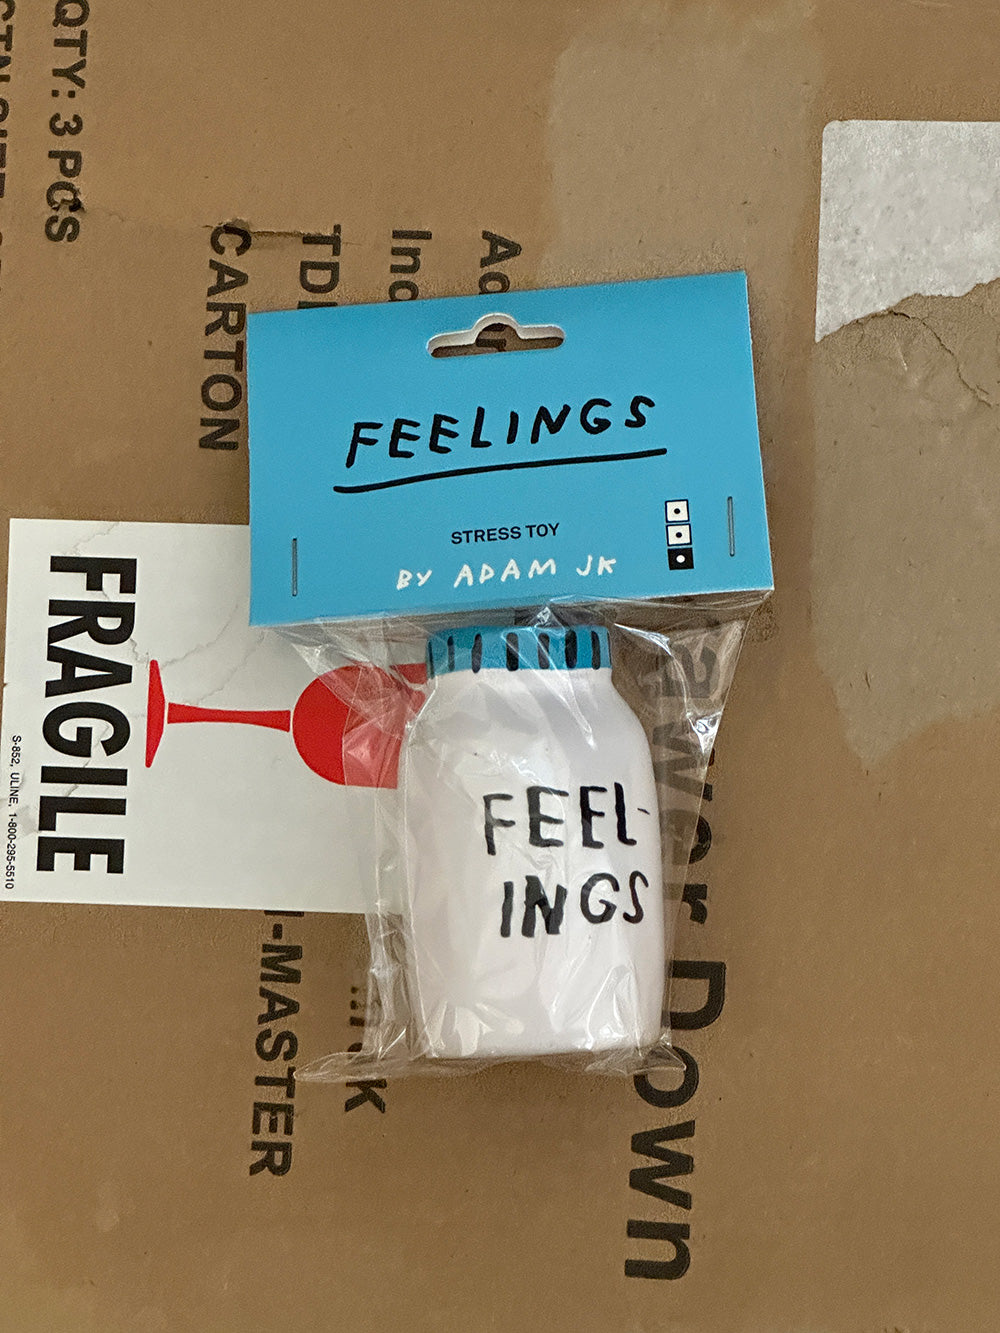 FEELINGS
STRESS TOY
BY ADAM JK
FEEL-
INGS
FRAGILE
S-852, ULINE, 1-800-295-5510
QTY: 3 PCS
CARTON
-MASTER
Down